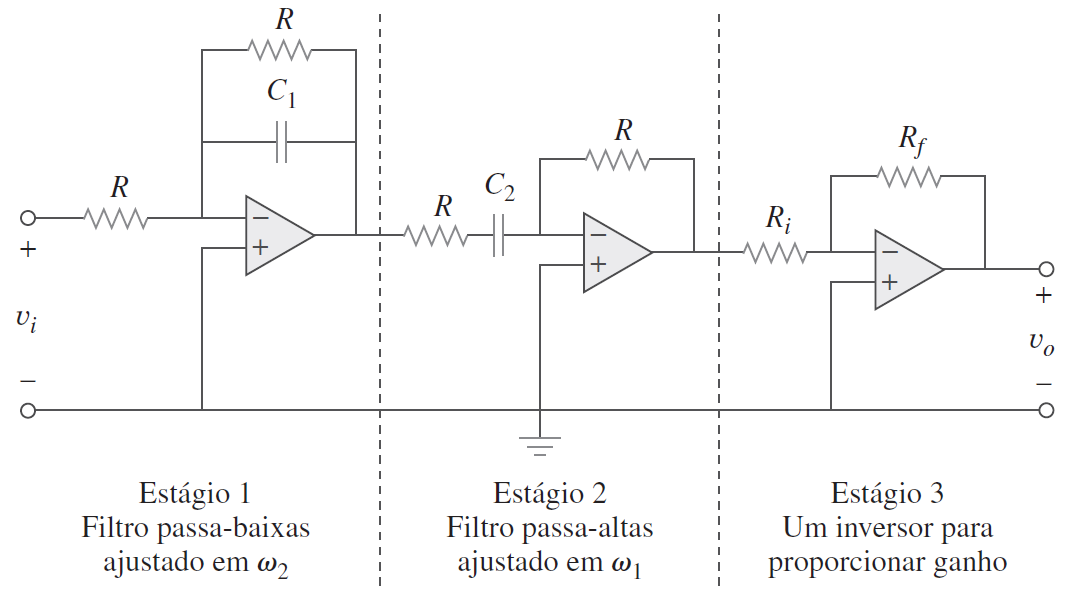 R
C1
R
−
+
+
vi
−
R
C2
R
−
+
Rf
Ri
−
+
+
vo
−
Estágio 1
Filtro passa-baixas
ajustado em ω2
Estágio 2
Filtro passa-altas
ajustado em ω1
Estágio 3
Um inversor para
proporcionar ganho